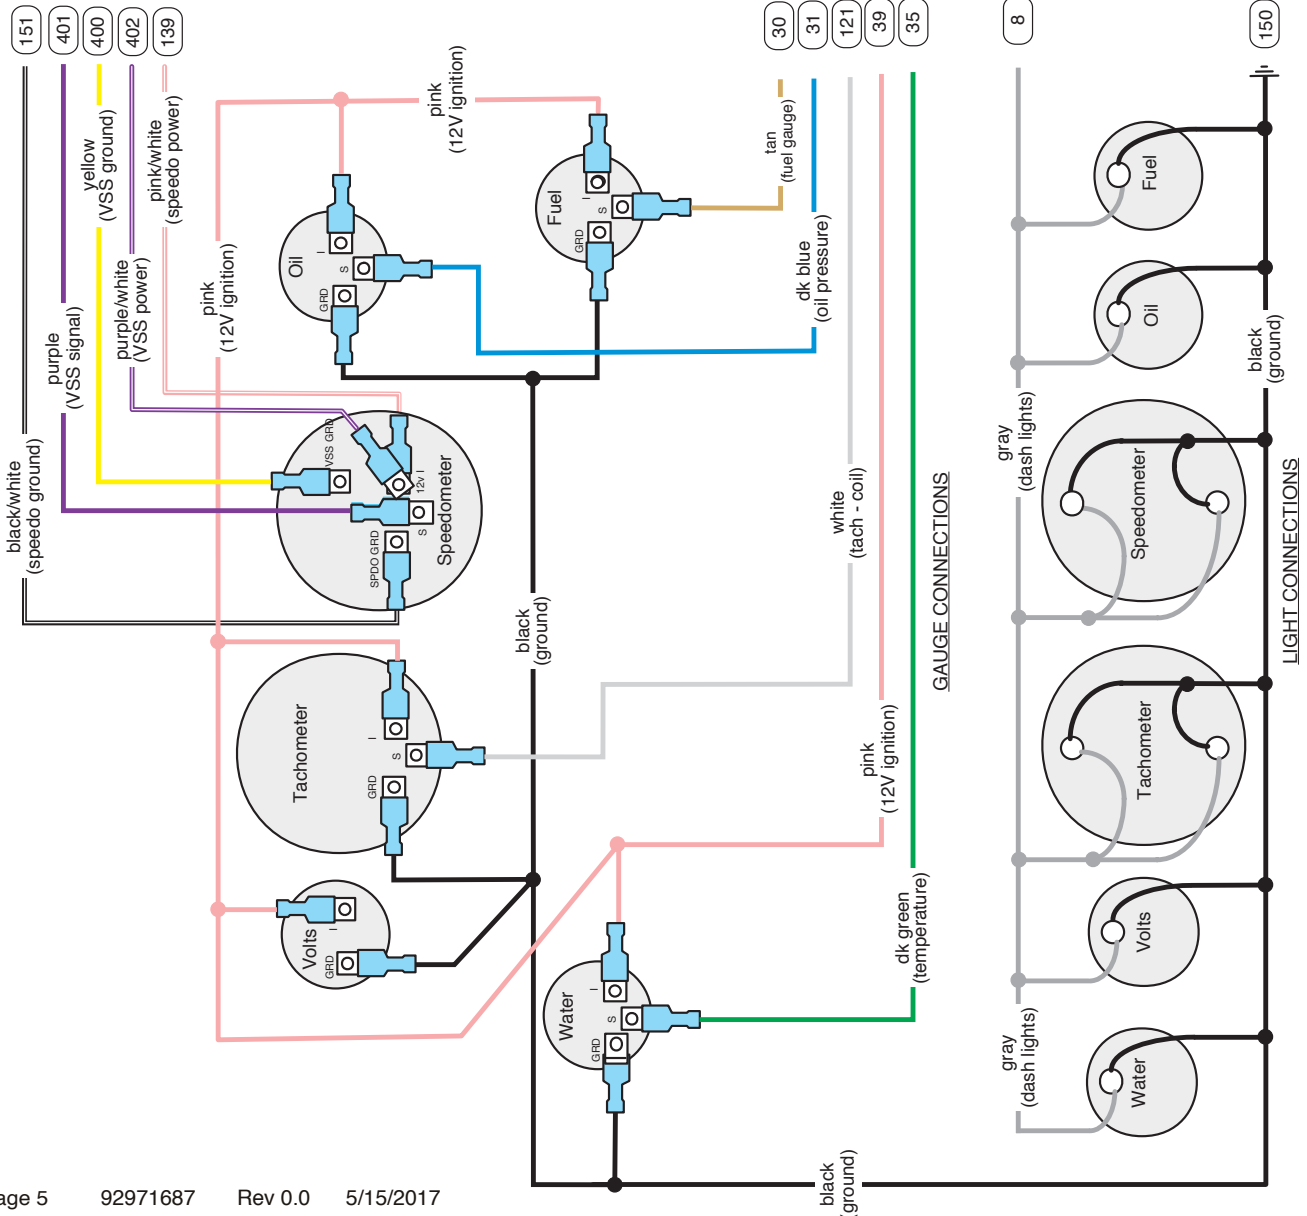 151
401
400
402
139
30
31
121
39
35
8
150
black/white
(speedo ground)
purple
(VSS signal)
yellow
(VSS ground)
purple/white
(VSS power)
pink/white
(speedo power)
pink
(12V ignition)
pink
(12V ignition)
tan
(fuel gauge)
dk blue
(oil pressure)
white
(tach - coil)
pink
(12V ignition)
dk green
(temperature)
black
(ground)
black
(ground)
Oil
I
S
GRD
Fuel
I
S
GRD
Speedometer
VSS GRD
12v I
S
SPDO GRD
Tachometer
I
S
GRD
Volts
I
GRD
Water
I
S
GRD
GAUGE CONNECTIONS
gray
(dash lights)
gray
(dash lights)
black
(ground)
Fuel
Oil
Speedometer
Tachometer
Volts
Water
LIGHT CONNECTIONS
age 5 92971687 Rev 0.0 5/15/2017